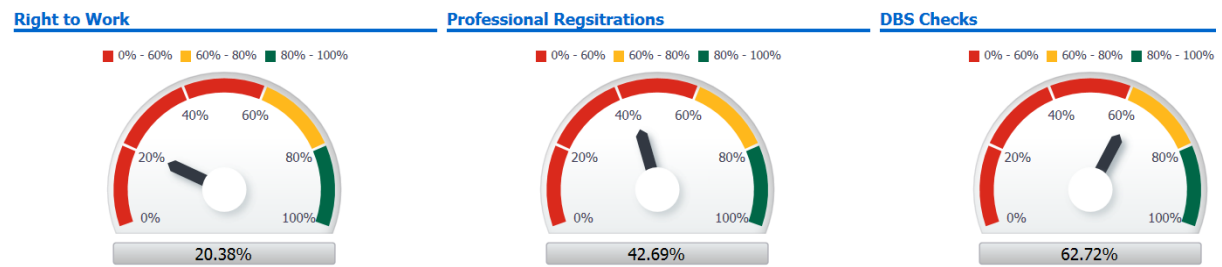 Right to Work
0% - 60% 60% - 80% 80% - 100%
40% 60%
20% 80%
0% 100%
20.38%
Professional Regsitrations
0% - 60% 60% - 80% 80% - 100%
40% 60%
20% 80%
0% 100%
42.69%
DBS Checks
0% - 60% 60% - 80% 80% - 100%
40% 60%
20% 80%
0% 100%
62.72%